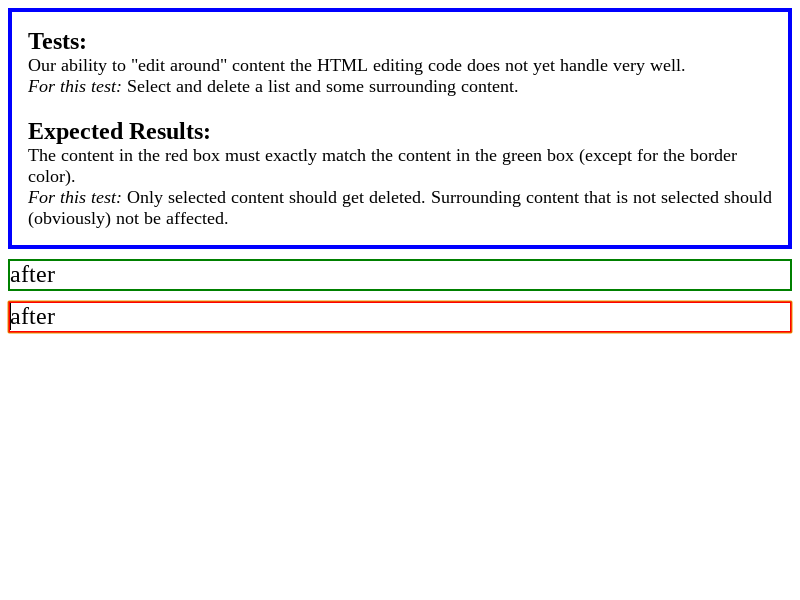 Tests:
Our ability to "edit around" content the HTML editing code does not yet handle very well.
For this test: Select and delete a list and some surrounding content.
Expected Results:
The content in the red box must exactly match the content in the green box (except for the border
color).
For this test: Only selected content should get deleted. Surrounding content that is not selected should
(obviously) not be affected.
after
after